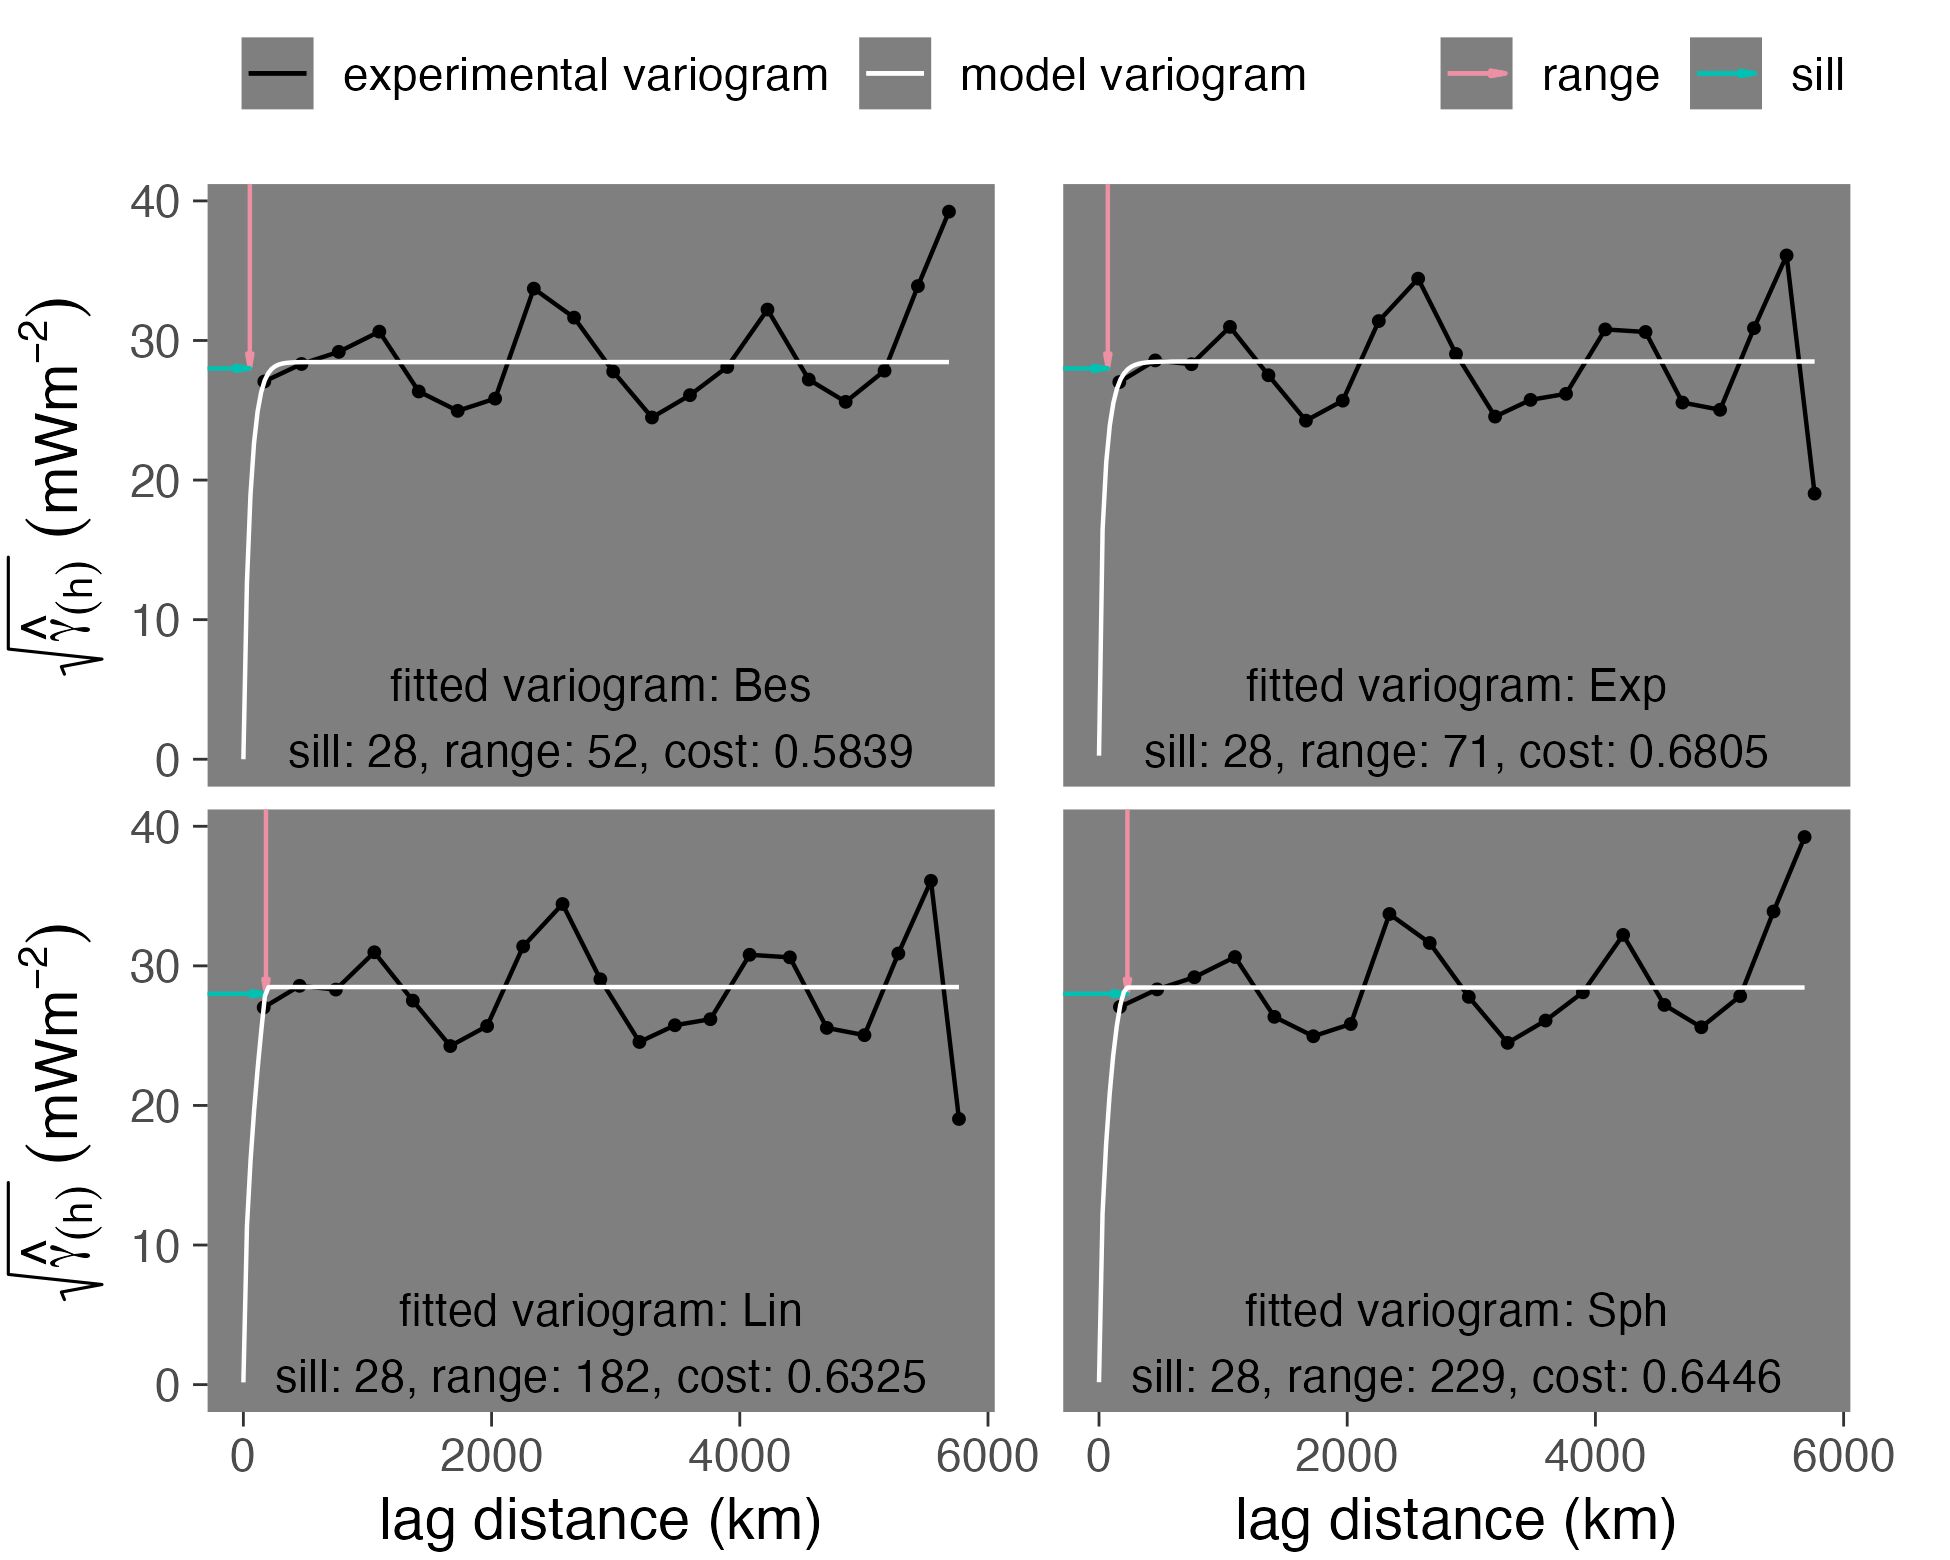 experimental variogram model variogram range sill
40
30
20
10
0
√γ̂(h) (mWm⁻²)
fitted variogram: Bes
sill: 28, range: 52, cost: 0.5839
fitted variogram: Exp
sill: 28, range: 71, cost: 0.6805
40
30
20
10
0
√γ̂(h) (mWm⁻²)
fitted variogram: Lin
sill: 28, range: 182, cost: 0.6325
fitted variogram: Sph
sill: 28, range: 229, cost: 0.6446
0 2000 4000 6000
0 2000 4000 6000
lag distance (km)
lag distance (km)